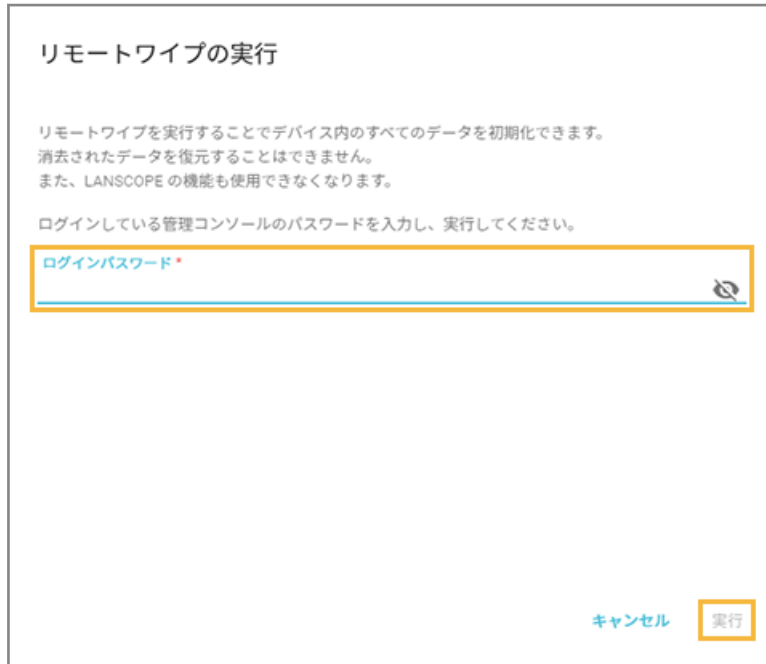 リモートワイプの実行
リモートワイプを実行することでデバイス内のすべてのデータを初期化できます。
消去されたデータを復元することはできません。
また、LANSCOPE の機能も使用できなくなります。
ログインしている管理コンソールのパスワードを入力し、実行してください。
ログインパスワード *
キャンセル 実行